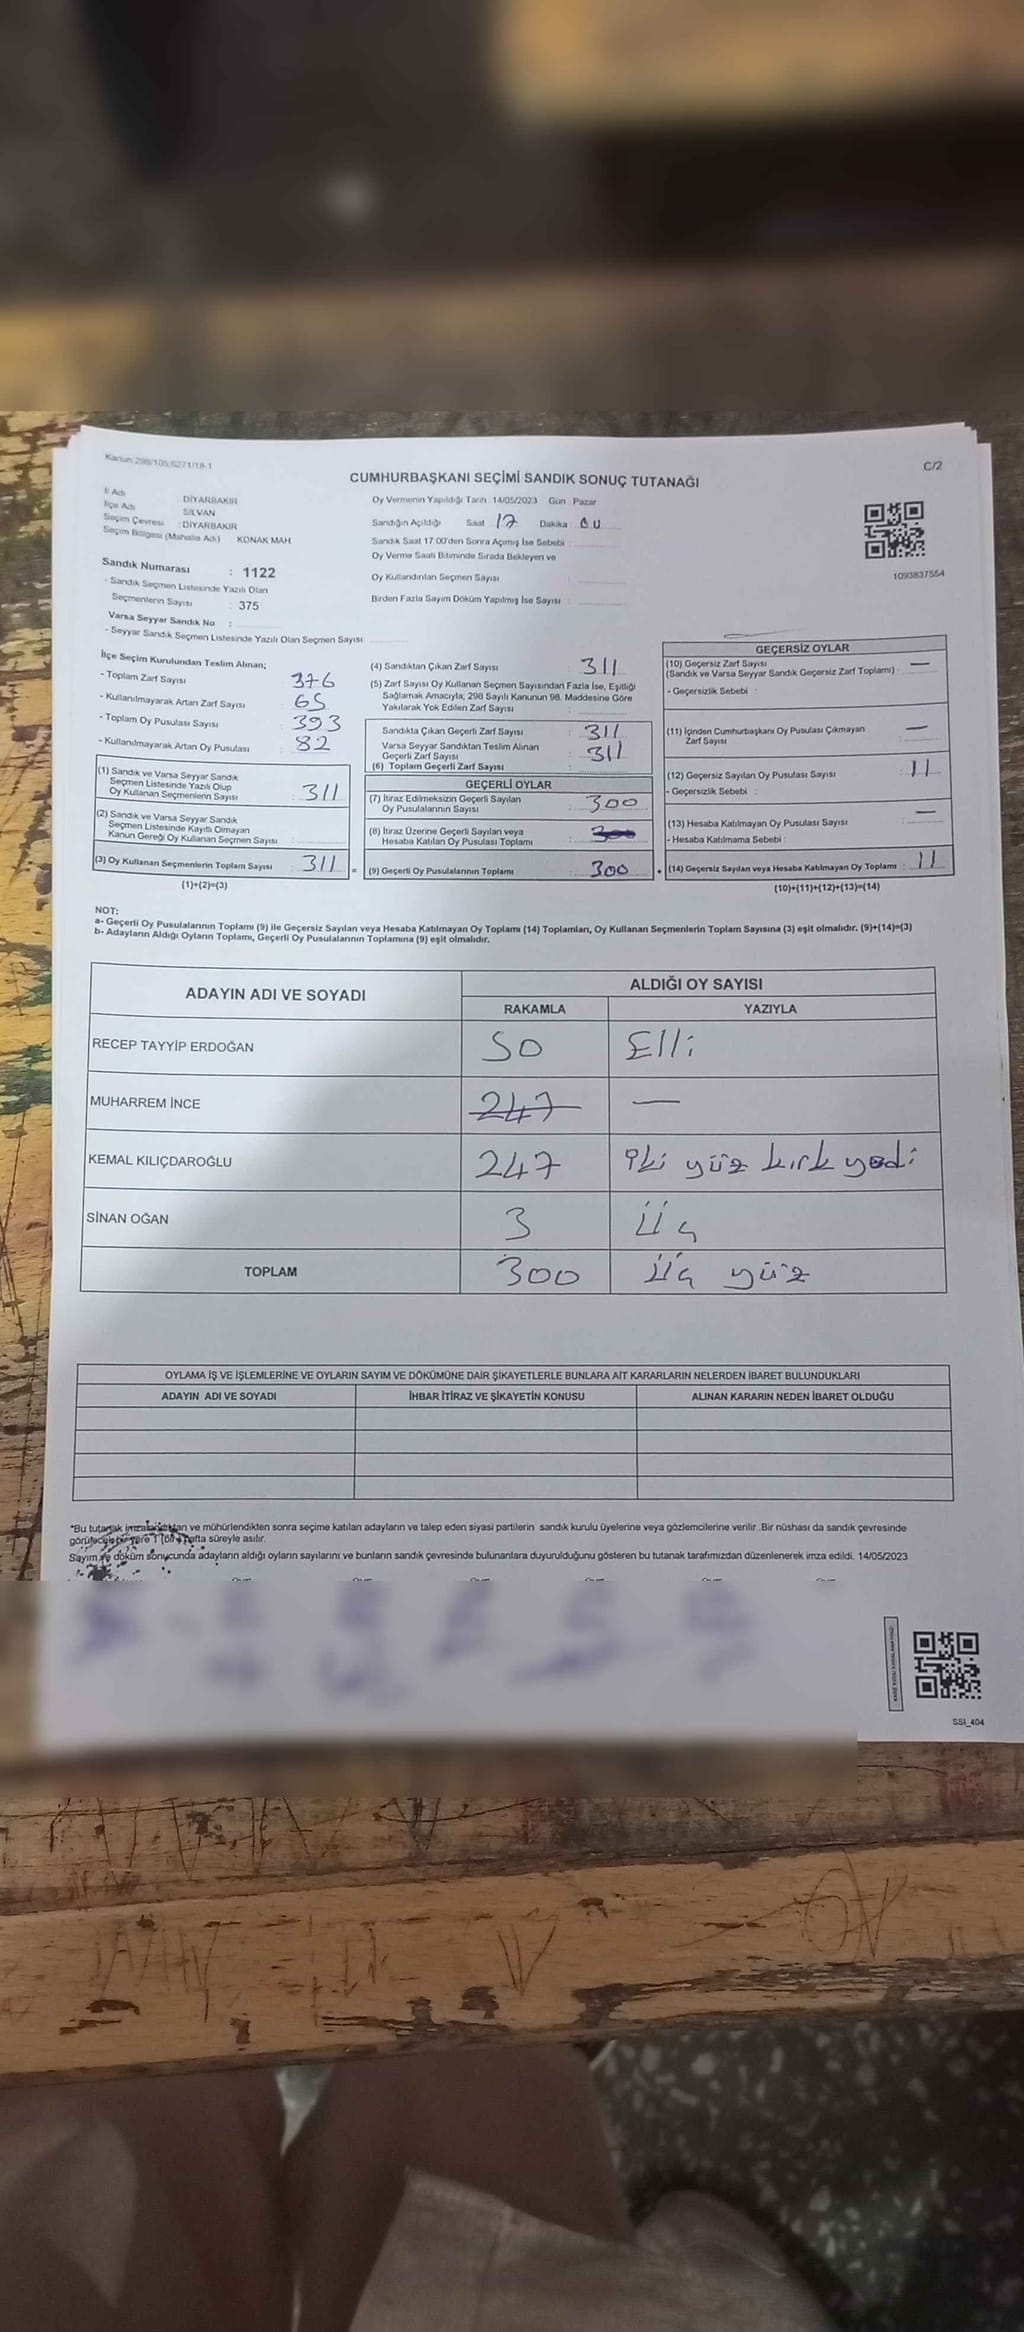 Kanun 298/105,6271/18-1
C/2
CUMHURBAŞKANI SEÇİMİ SANDIK SONUÇ TUTANAĞI
İl Adı : DİYARBAKIR
İlçe Adı : SİLVAN
Seçim Çevresi : DİYARBAKIR
Seçim Bölgesi (Mahalle Adı) KONAK MAH
Sandık Numarası : 1122
- Sandık Seçmen Listesinde Yazılı Olan
Seçmenlerin Sayısı : 375
Varsa Seyyar Sandık No :
- Seyyar Sandık Seçmen Listesinde Yazılı Olan Seçmen Sayısı:
Oy Vermenin Yapıldığı Tarih : 14/05/2023 Gün : Pazar
Sandığın Açıldığı Saat 17 Dakika :
Sandık Saat 17.00'den Sonra Açımış İse Sebebi :
Oy Verme Saati Bitiminde Sırada Bekleyen ve
Oy Kullandırılan Seçmen Sayısı :
Birden Fazla Sayım Döküm Yapılmış İse Sayısı :
1093837554
İlçe Seçim Kurulundan Teslim Alınan;
- Toplam Zarf Sayısı : 376
- Kullanılmayarak Artan Zarf Sayısı : 65
- Toplam Oy Pusulası Sayısı : 393
- Kullanılmayarak Artan Oy Pusulası : 82
(1) Sandık ve Varsa Seyyar Sandık
Seçmen Listesinde Yazılı Olup
Oy Kullanan Seçmenlerin Sayısı : 311
(2) Sandık ve Varsa Seyyar Sandık
Seçmen Listesinde Kayıtlı Olmayan
Kanun Gereği Oy Kullanan Seçmen Sayısı :
(3) Oy Kullanan Seçmenlerin Toplam Sayısı : 311 =
(1)+(2)=(3)
(4) Sandıktan Çıkan Zarf Sayısı : 311
(5) Zarf Sayısı Oy Kullanan Seçmen Sayısından Fazla İse, Eşitliği
Sağlamak Amacıyla, 298 Sayılı Kanunun 98. Maddesine Göre
Yakılarak Yok Edilen Zarf Sayısı :
Sandıkta Çıkan Geçerli Zarf Sayısı : 311
Varsa Seyyar Sandıktan Teslim Alınan
Geçerli Zarf Sayısı : 311
(6) Toplam Geçerli Zarf Sayısı :
GEÇERLİ OYLAR
(7) İtiraz Edilmeksizin Geçerli Sayılan
Oy Pusulalarının Sayısı : 300
(8) İtiraz Üzerine Geçerli Sayılan veya
Hesaba Katılan Oy Pusulası Toplamı : 300
(9) Geçerli Oy Pusulalarının Toplamı : 300 +
GEÇERSİZ OYLAR
(10) Geçersiz Zarf Sayısı
(Sandık ve Varsa Seyyar Sandık Geçersiz Zarf Toplamı) : —
- Geçersizlik Sebebi :
(11) İçinden Cumhurbaşkanı Oy Pusulası Çıkmayan
Zarf Sayısı : —
(12) Geçersiz Sayılan Oy Pusulası Sayısı : 11
- Geçersizlik Sebebi :
(13) Hesaba Katılmayan Oy Pusulası Sayısı : —
- Hesaba Katılmama Sebebi :
(14) Geçersiz Sayılan veya Hesaba Katılmayan Oy Toplamı : 11
(10)+(11)+(12)+(13)=(14)
NOT:
a- Geçerli Oy Pusulalarının Toplamı (9) ile Geçersiz Sayılan veya Hesaba Katılmayan Oy Toplamı (14) Toplamları, Oy Kullanan Seçmenlerin Toplam Sayısına (3) eşit olmalıdır. (9)+(14)=(3)
b- Adayların Aldığı Oyların Toplamı, Geçerli Oy Pusulalarının Toplamına (9) eşit olmalıdır.
ADAYIN ADI VE SOYADI ALDIĞI OY SAYISI
RAKAMLA YAZIYLA
RECEP TAYYİP ERDOĞAN 50 Elli
MUHARREM İNCE 247 —
KEMAL KILIÇDAROĞLU 247 iki yüz kırk yedi
SİNAN OĞAN 3 üç
TOPLAM 300 üç yüz
OYLAMA İŞ VE İŞLEMLERİNE VE OYLARIN SAYIM VE DÖKÜMÜNE DAİR ŞİKAYETLERLE BUNLARA AİT KARARLARIN NELERDEN İBARET BULUNDUKLARI
ADAYIN ADI VE SOYADI İHBAR İTİRAZ VE ŞİKAYETİN KONUSU ALINAN KARARIN NEDEN İBARET OLDUĞU
*Bu tutanak imzalandıktan ve mühürlendikten sonra seçime katılan adayların ve talep eden siyasi partilerin sandık kurulu üyelerine veya gözlemcilerine verilir .Bir nüshası da sandık çevresinde
görülecek bir yere 1 (bir) hafta süreyle asılır.
Sayım ve döküm sonucunda adayların aldığı oyların sayılarını ve bunların sandık çevresinde bulunanlara duyurulduğunu gösteren bu tutanak tarafımızdan düzenlenerek imza edildi. 14/05/2023
SSI_404